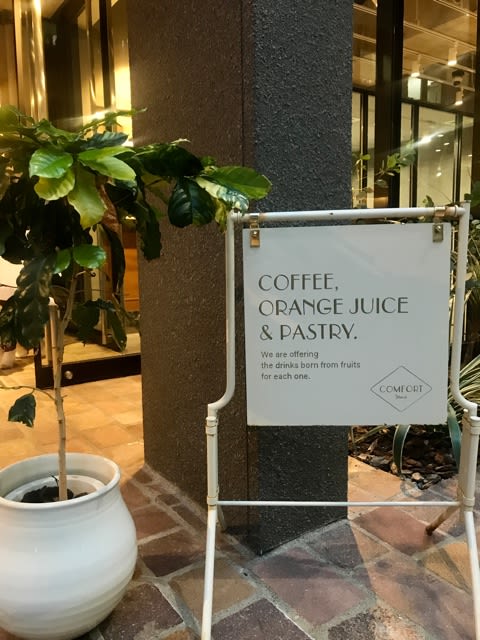 COFFEE,
ORANGE JUICE
& PASTRY.
We are offering
the drinks born from fruits
for each one.
COMFORT